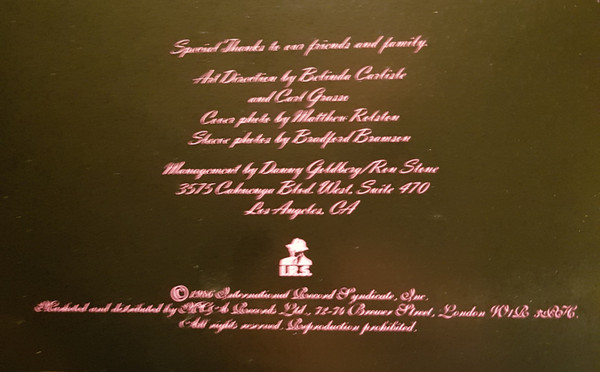 Special Thanks to our friends and family.
Art Direction by Belinda Carlisle
and Carl Grasso
Cover photo by Matthew Rolston
Sleeve photos by Bradford Branson
Management by Danny Goldberg/Ron Stone
3575 Cahuenga Blvd. West, Suite 470
Los Angeles, CA
I.R.S.
© 1986 International Record Syndicate, Inc.
Marketed and distributed by MCA Records Ltd., 72-74 Brewer Street, London W1R
All rights reserved. Reproduction prohibited.